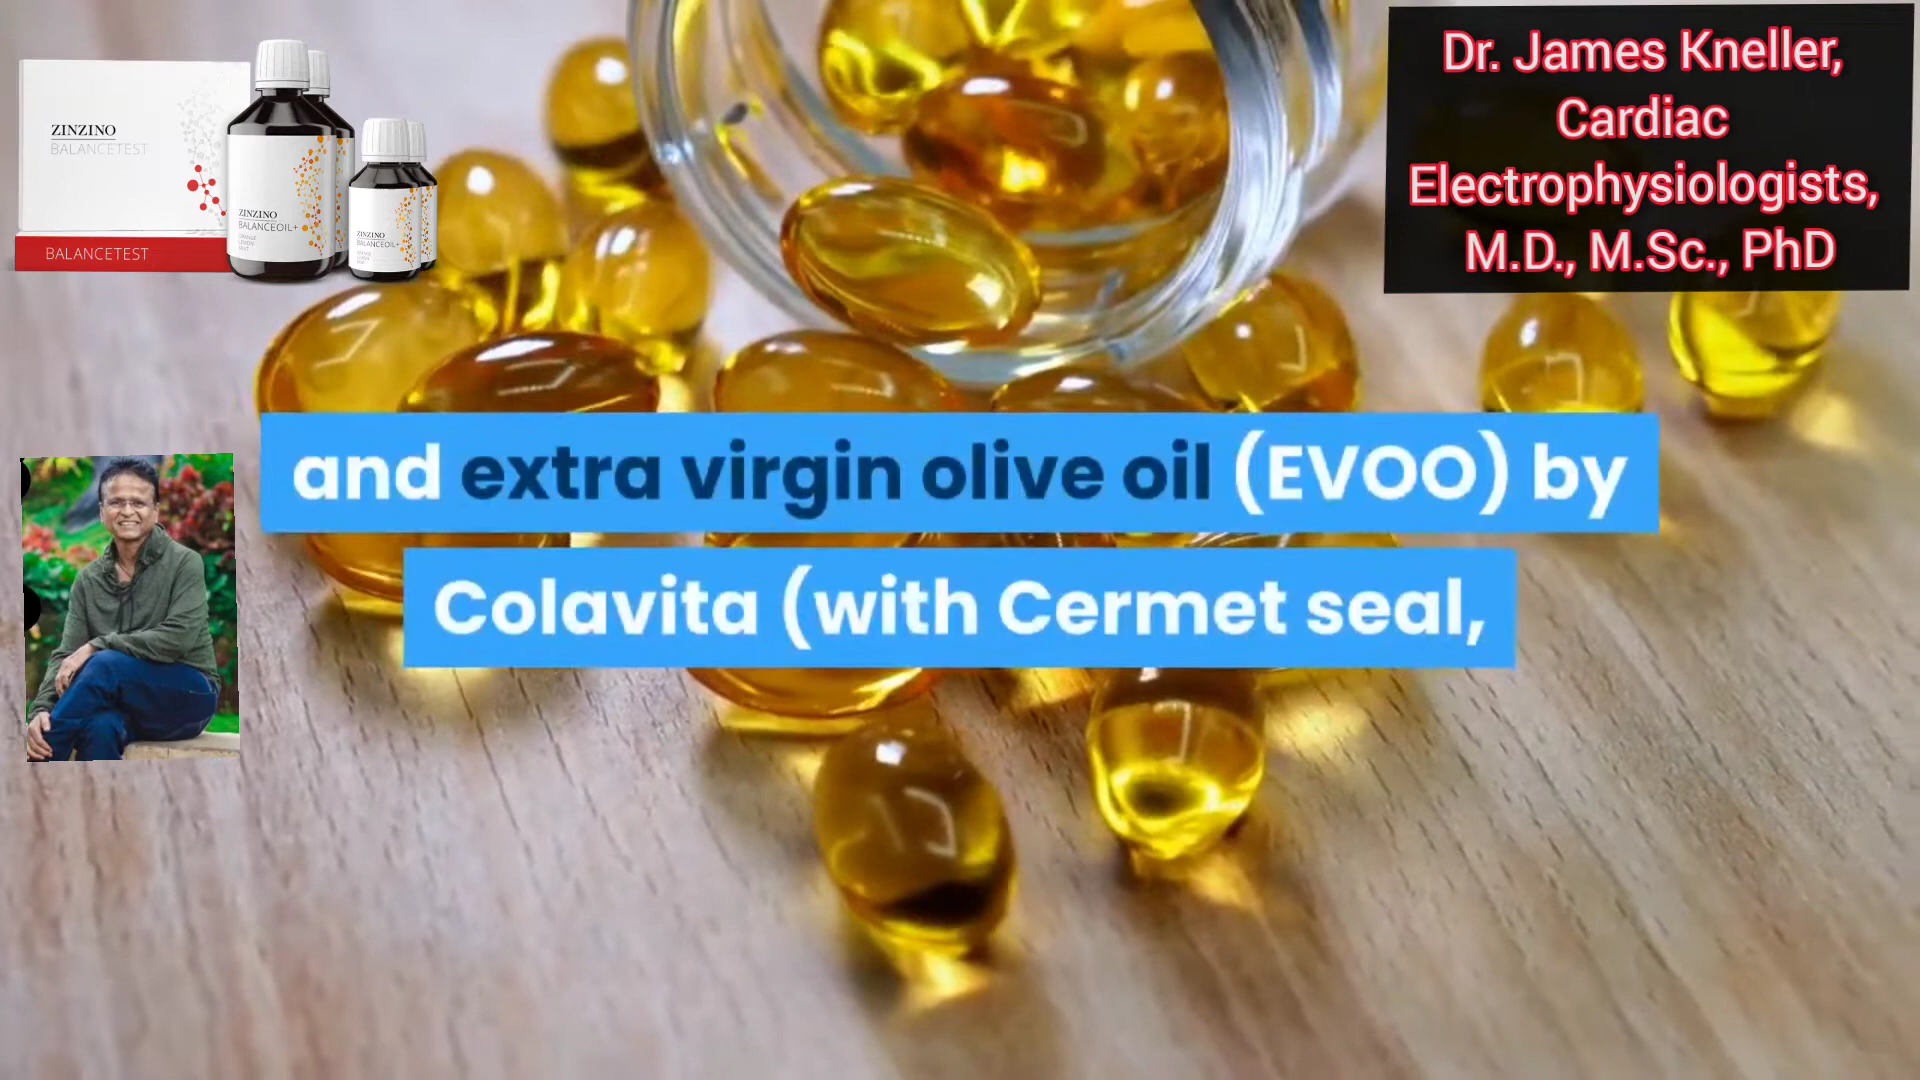 ZINZINO
BALANCETEST
BALANCETEST
ZINZINO
BALANCEOIL+
ZINZINO
BALANCEOIL+
Dr. James Kneller,
Cardiac
Electrophysiologists,
M.D., M.Sc., PhD
and extra virgin olive oil (EVOO) by
Colavita (with Cermet seal,